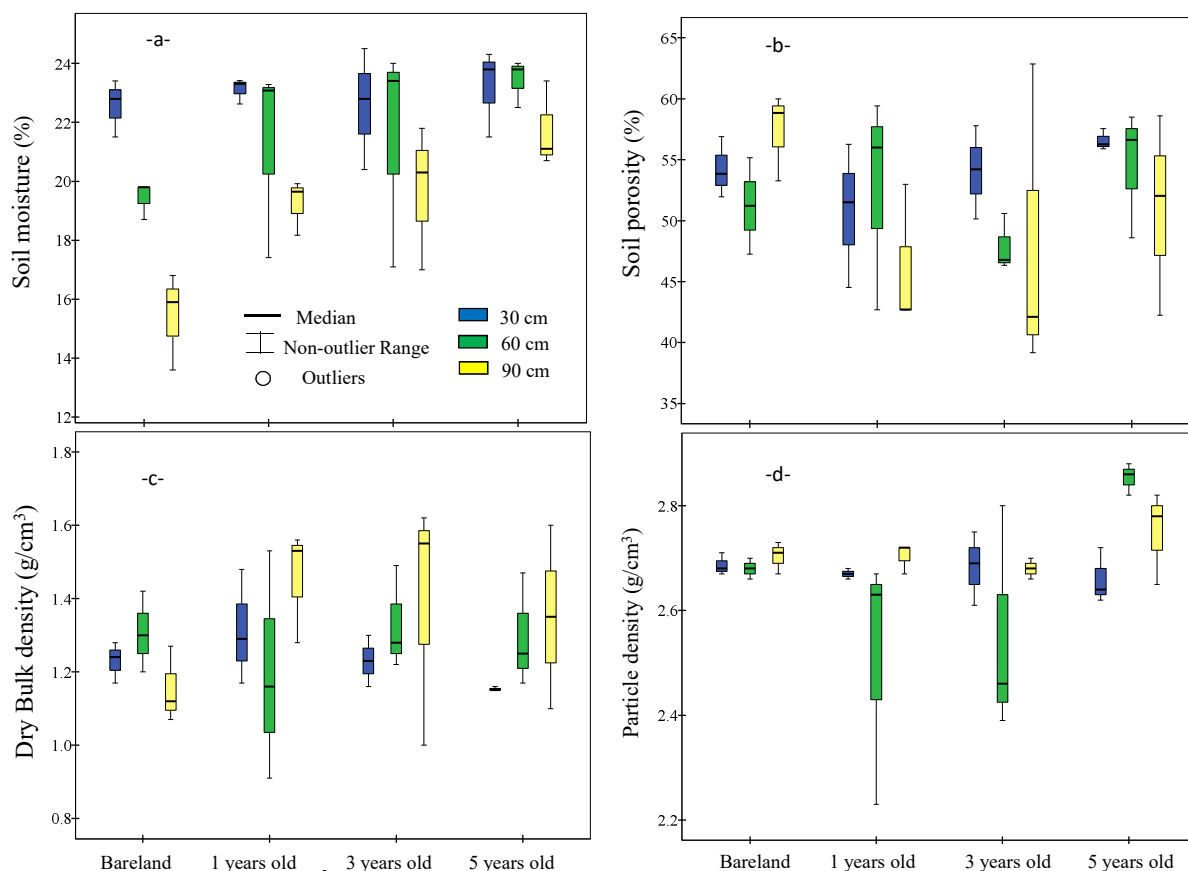 -a-
Soil moisture (%)
24
22
20
18
16
14
12
Median
Non-outlier Range
Outliers
30 cm
60 cm
90 cm
-b-
Soil porosity (%)
65
60
55
50
45
40
35
-c-
Dry Bulk density (g/cm³)
1.8
1.6
1.4
1.2
1.0
0.8
Bareland
1 years old
3 years old
5 years old
-d-
Particle density (g/cm³)
2.8
2.6
2.4
2.2
Bareland
1 years old
3 years old
5 years old